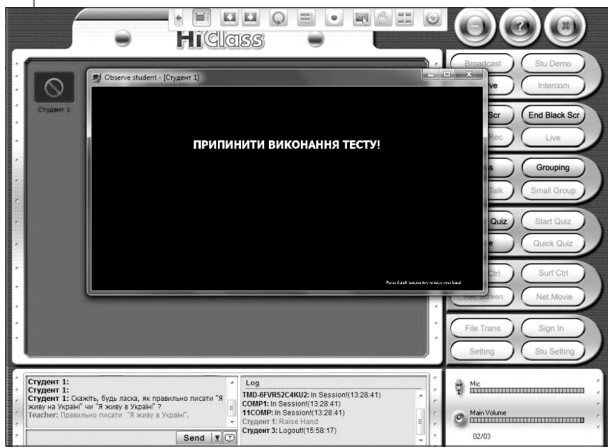 HiClass
Broadcast
Stu Demo
Intercom
Observe student - [Студент 1]
Студент 1
Scr
End Black Scr
Rec
Live
ПРИПИНИТИ ВИКОНАННЯ ТЕСТУ!
Grouping
Talk
Small Group
Quiz
Start Quiz
Quick Quiz
Ctrl
Surf Ctrl
Net Movie
File Trans
Sign In
Setting
Stu Setting
Студент 1:
Студент 1:
Студент 1: Скажіть, будь ласка, як правильно писати "Я
живу на Україні" чи "Я живу в Україні" ?
Teacher: Правильно писати "Я живу в Україні".
Send
Log
TMD-6FVR52C4KU2: In Session!(13:28:41)
COMP1: In Session!(13:28:41)
11COMP: In Session!(13:28:41)
Студент 1: Raise Hand
Студент 3: Logout!(15:58:17)
Mic
Main Volume
02/03